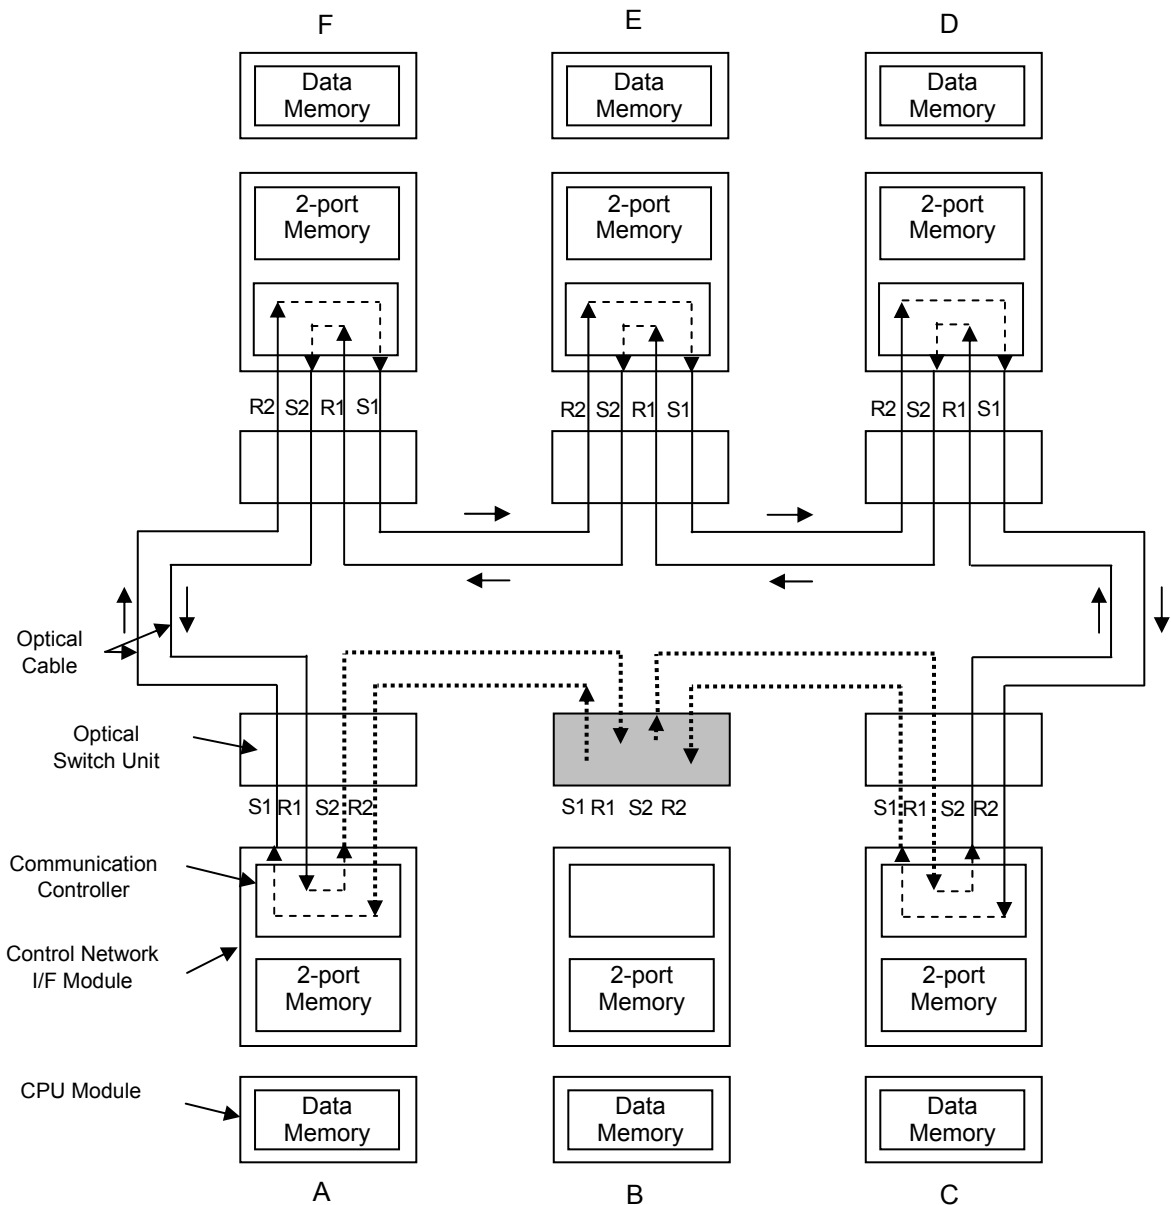 F
E
D
Data
Memory
Data
Memory
Data
Memory
2-port
Memory
2-port
Memory
2-port
Memory
R2 S2 R1 S1
R2 S2 R1 S1
R2 S2 R1 S1
Optical
Cable
Optical
Switch Unit
S1 R1 S2 R2
S1 R1 S2 R2
S1 R1 S2 R2
Communication
Controller
Control Network
I/F Module
2-port
Memory
2-port
Memory
2-port
Memory
CPU Module
Data
Memory
Data
Memory
Data
Memory
A
B
C